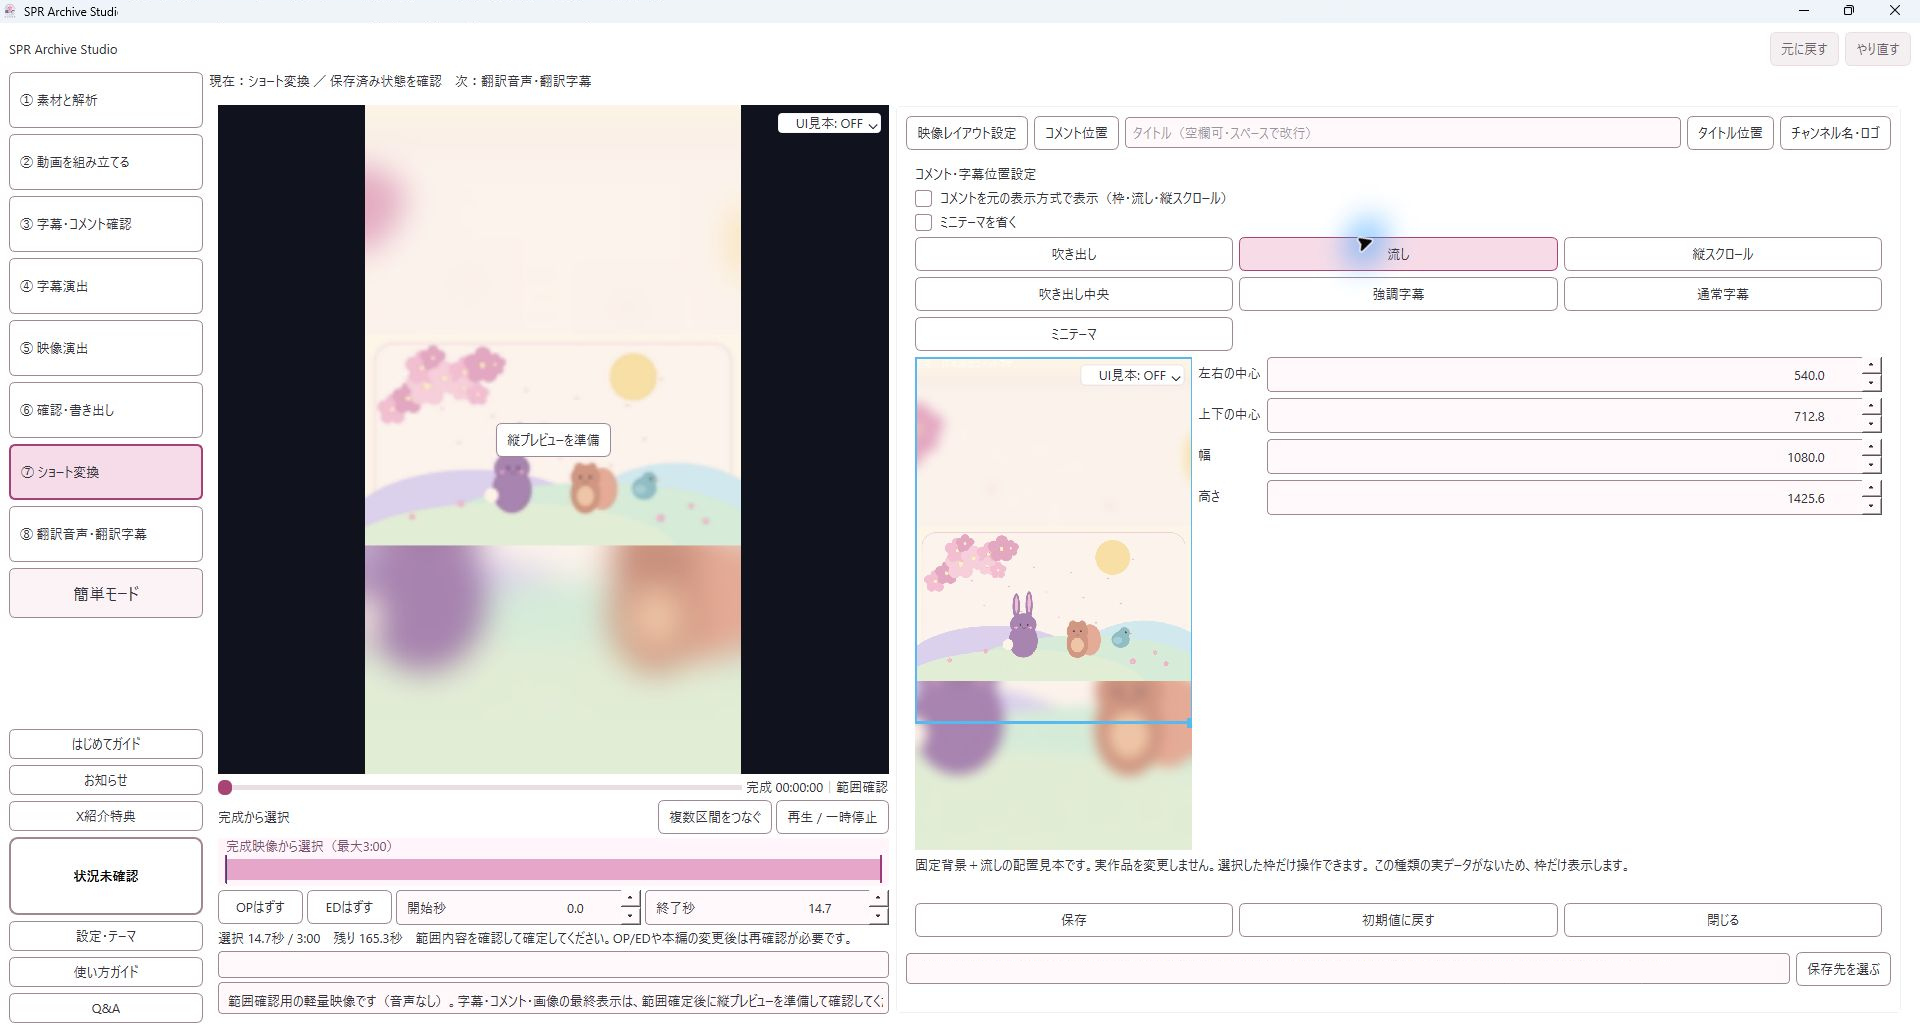 SPR Archive Studi
SPR Archive Studio
元に戻す
やり直す
① 素材と解析
② 動画を組み立てる
③ 字幕・コメント確認
④ 字幕演出
⑤ 映像演出
⑥ 確認・書き出し
⑦ ショート変換
⑧ 翻訳音声・翻訳字幕
簡単モード
はじめてガイド
お知らせ
X紹介特典
状況未確認
設定・テーマ
使い方ガイド
Q&A
現在：ショート変換 ／ 保存済み状態を確認　次：翻訳音声・翻訳字幕
UI見本: OFF
縦プレビューを準備
完成 00:00:00
範囲確認
完成から選択
複数区間をつなぐ
再生 / 一時停止
完成映像から選択（最大3:00）
OPはずす
EDはずす
開始秒 0.0
終了秒 14.7
選択 14.7秒 / 3:00　残り 165.3秒　範囲内容を確認して確定してください。OP/EDや本編の変更後は再確認が必要です。
範囲確認用の軽量映像です（音声なし）。字幕・コメント・画像の最終表示は、範囲確定後に縦プレビューを準備して確認してく
映像レイアウト設定
コメント位置
タイトル（空欄可・スペースで改行）
タイトル位置
チャンネル名・ロゴ
コメント・字幕位置設定
コメントを元の表示方式で表示（枠・流し・縦スクロール）
ミニテーマを省く
吹き出し
流し
縦スクロール
吹き出し中央
強調字幕
通常字幕
ミニテーマ
UI見本: OFF
左右の中心 540.0
上下の中心 712.8
幅 1080.0
高さ 1425.6
固定背景＋流しの配置見本です。実作品を変更しません。選択した枠だけ操作できます。この種類の実データがないため、枠だけ表示します。
保存
初期値に戻す
閉じる
保存先を選ぶ